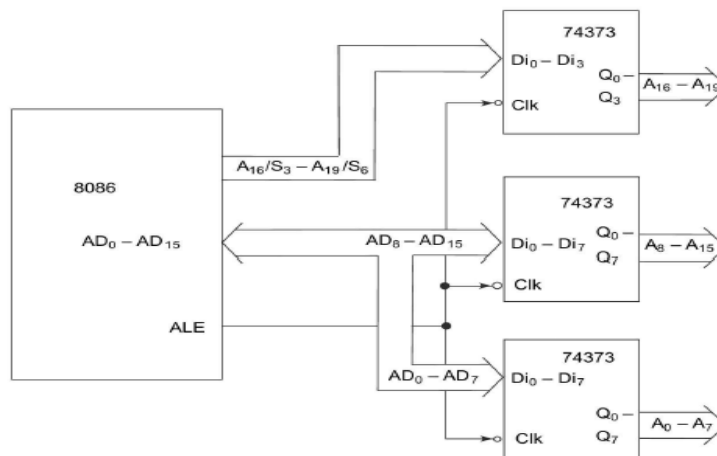 74373
Di₀ – Di₃
Q₀ –
Q₃
A₁₆ – A₁₉
Clk
A₁₆/S₃ – A₁₉/S₆
8086
AD₀ – AD₁₅
AD₈ – AD₁₅
74373
Di₀ – Di₇
Q₀ –
Q₇
A₈ – A₁₅
Clk
ALE
74373
AD₀ – AD₇
Di₀ – Di₇
Q₀ –
Q₇
A₀ – A₇
Clk